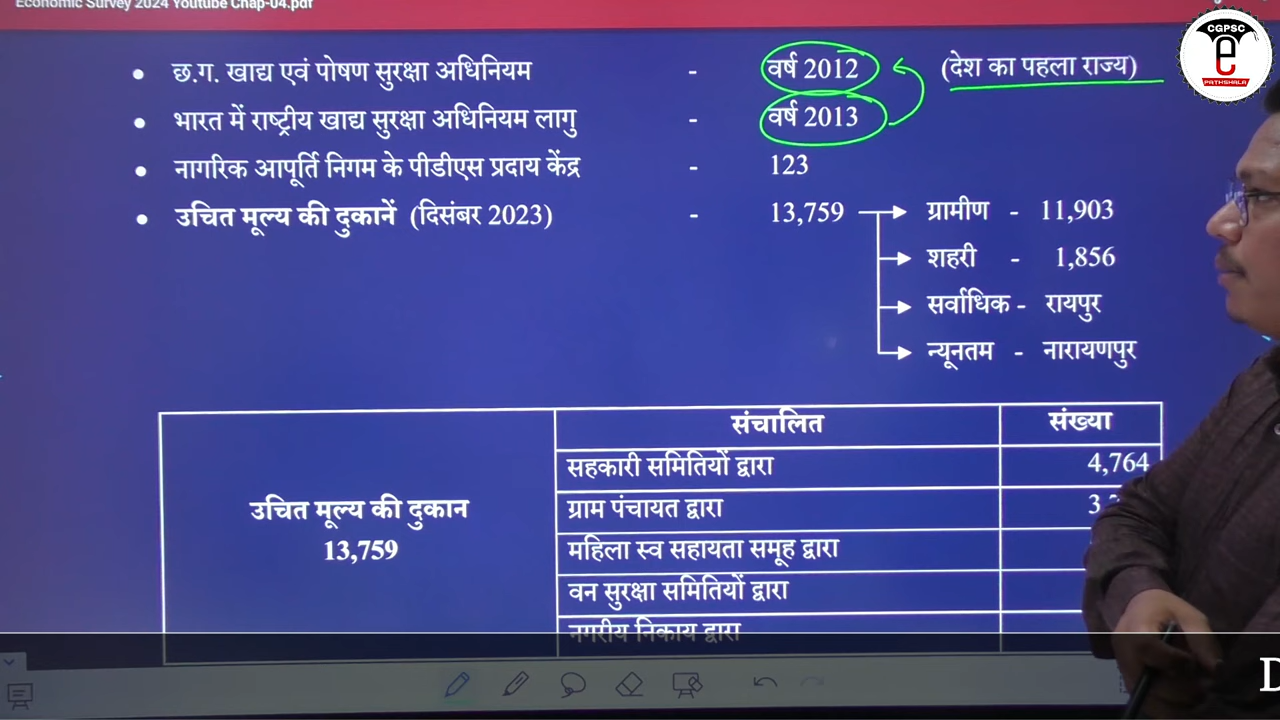 Economic Survey 2024 Youtube Chap-04.pdf
CGPSC
e
PATHSHALA
• छ.ग. खाद्य एवं पोषण सुरक्षा अधिनियम - वर्ष 2012 (देश का पहला राज्य)
• भारत में राष्ट्रीय खाद्य सुरक्षा अधिनियम लागु - वर्ष 2013
• नागरिक आपूर्ति निगम के पीडीएस प्रदाय केंद्र - 123
• उचित मूल्य की दुकानें (दिसंबर 2023) - 13,759 ग्रामीण - 11,903
शहरी - 1,856
सर्वाधिक - रायपुर
न्यूनतम - नारायणपुर
संचालित संख्या
उचित मूल्य की दुकान
13,759
सहकारी समितियों द्वारा 4,764
ग्राम पंचायत द्वारा
महिला स्व सहायता समूह द्वारा
वन सुरक्षा समितियों द्वारा
नगरीय निकाय द्वारा